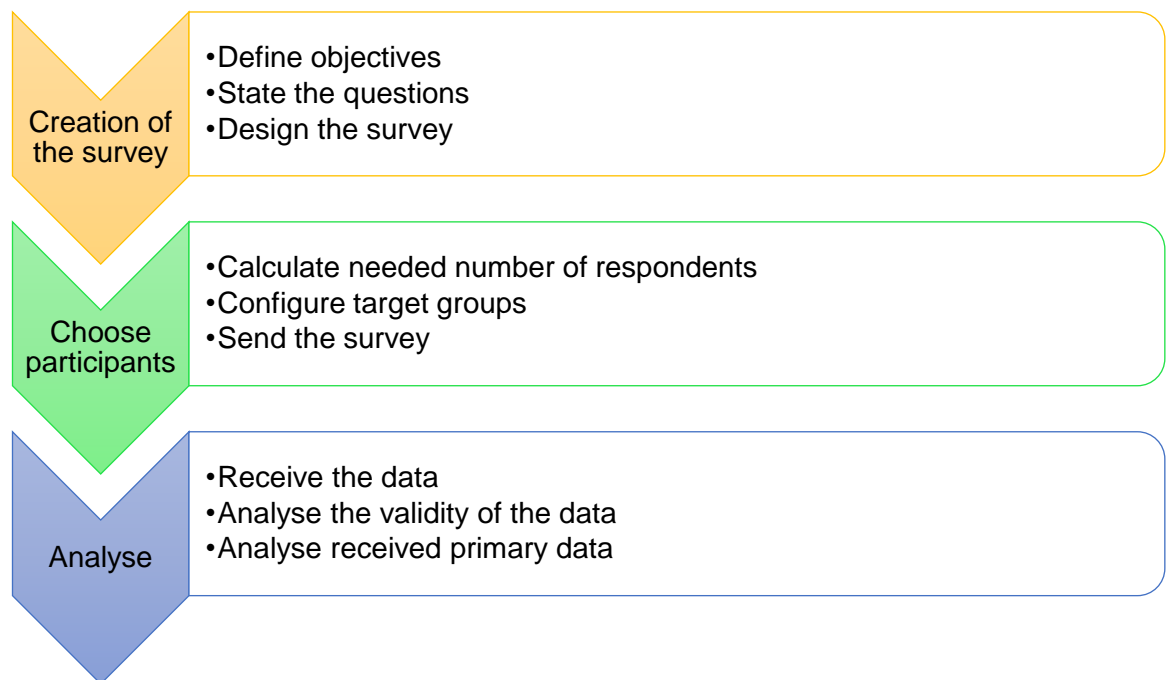 Creation of
the survey
•Define objectives
•State the questions
•Design the survey
Choose
participants
•Calculate needed number of respondents
•Configure target groups
•Send the survey
Analyse
•Receive the data
•Analyse the validity of the data
•Analyse received primary data